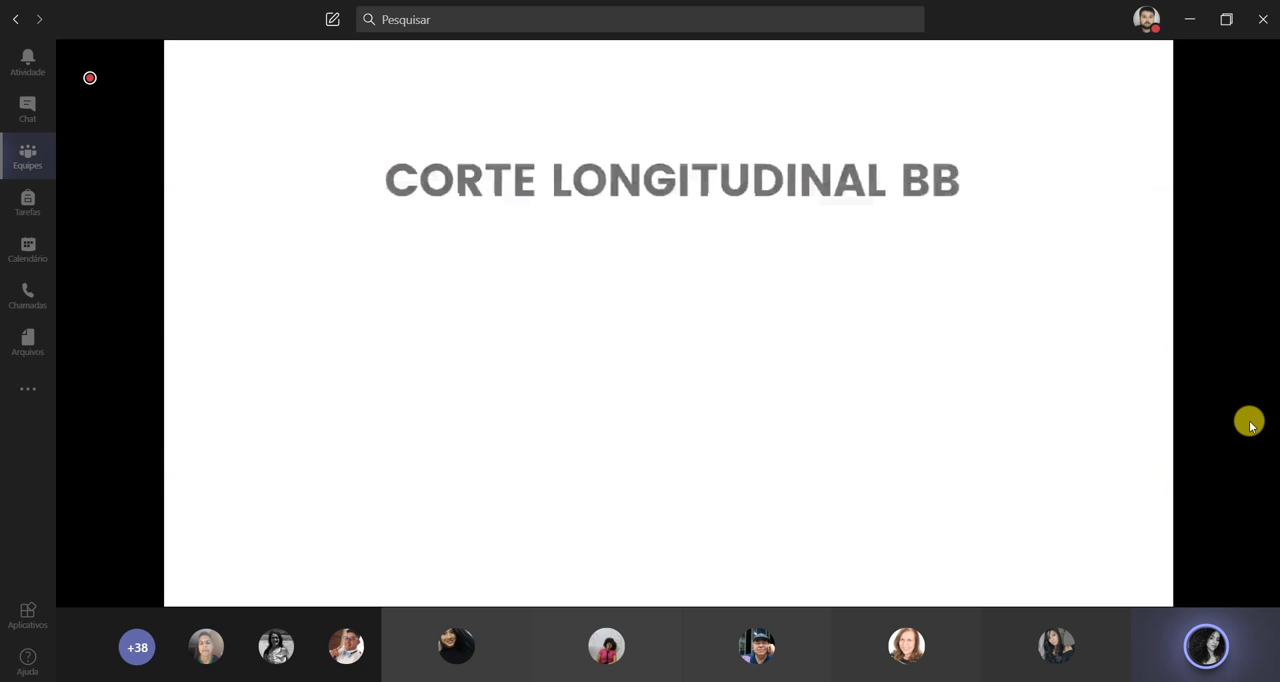 Pesquisar
Atividade
Chat
Equipes
Tarefas
Calendário
Chamadas
Arquivos
Aplicativos
Ajuda
CORTE LONGITUDINAL BB
+38